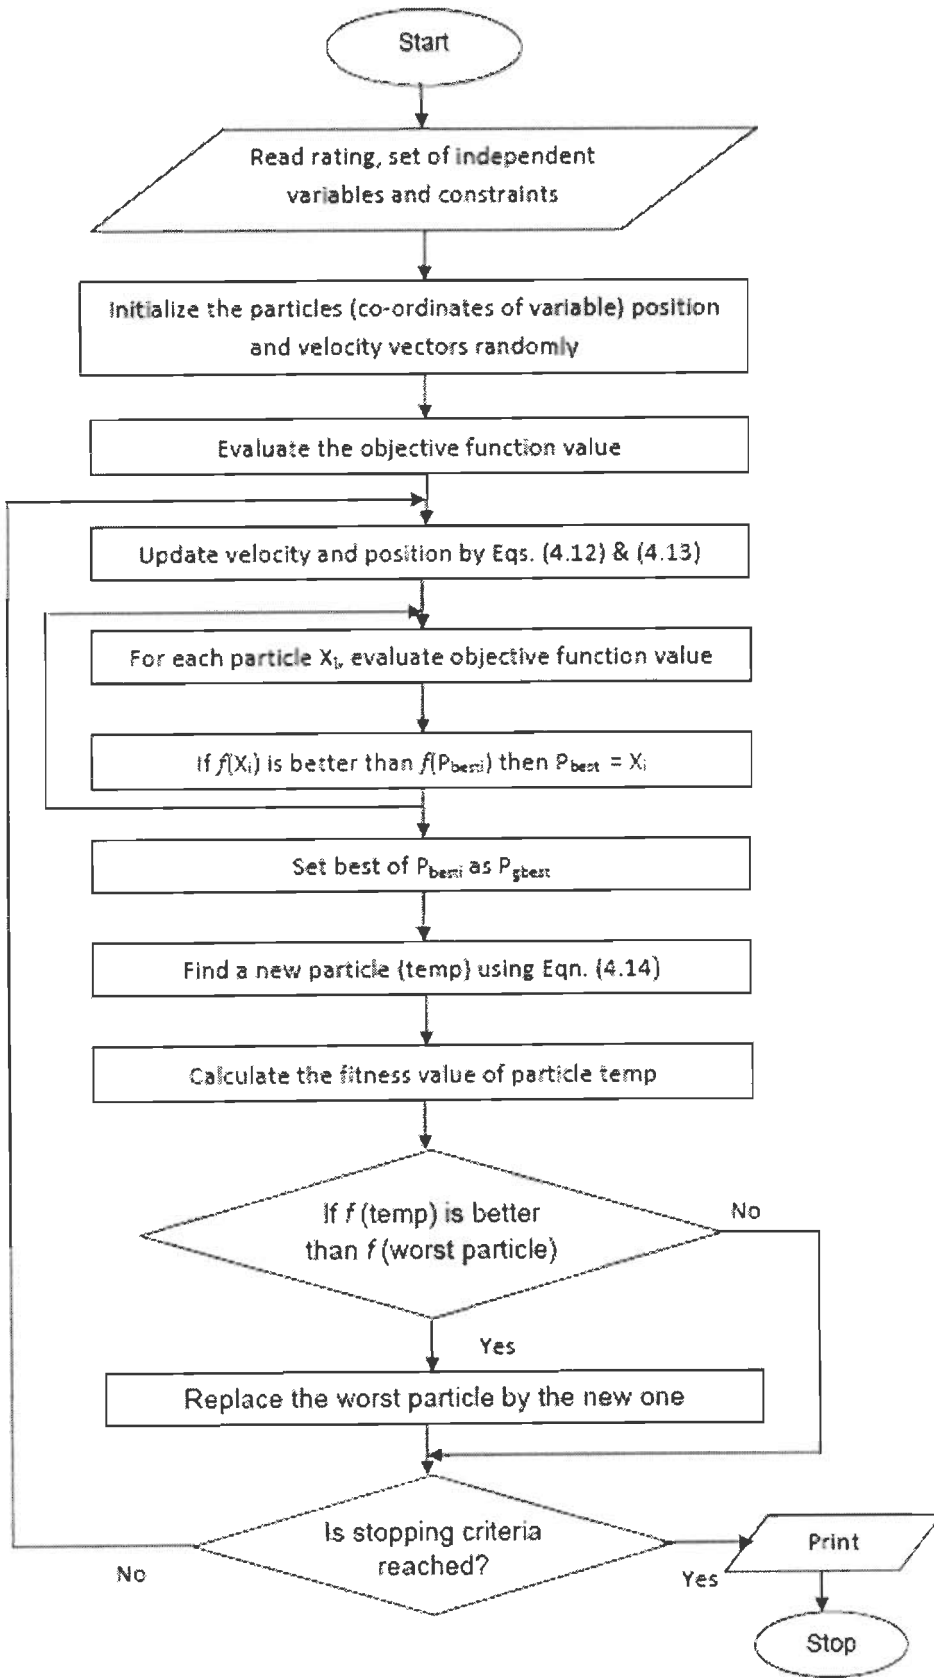 Start
Read rating, set of independent
variables and constraints
Initialize the particles (co-ordinates of variable) position
and velocity vectors randomly
Evaluate the objective function value
Update velocity and position by Eqs. (4.12) & (4.13)
For each particle Xᵢ, evaluate objective function value
If f(Xᵢ) is better than f(P_besti) then P_best = Xᵢ
Set best of P_besti as P_gbest
Find a new particle (temp) using Eqn. (4.14)
Calculate the fitness value of particle temp
If f (temp) is better
than f (worst particle)
No
Yes
Replace the worst particle by the new one
Is stopping criteria
reached?
No
Yes
Print
Stop